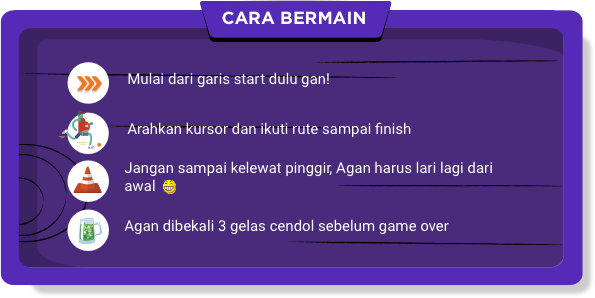 CARA BERMAIN
Mulai dari garis start dulu gan!
Arahkan kursor dan ikuti rute sampai finish
Jangan sampai kelewat pinggir, Agan harus lari lagi dari
awal 😁
Agan dibekali 3 gelas cendol sebelum game over